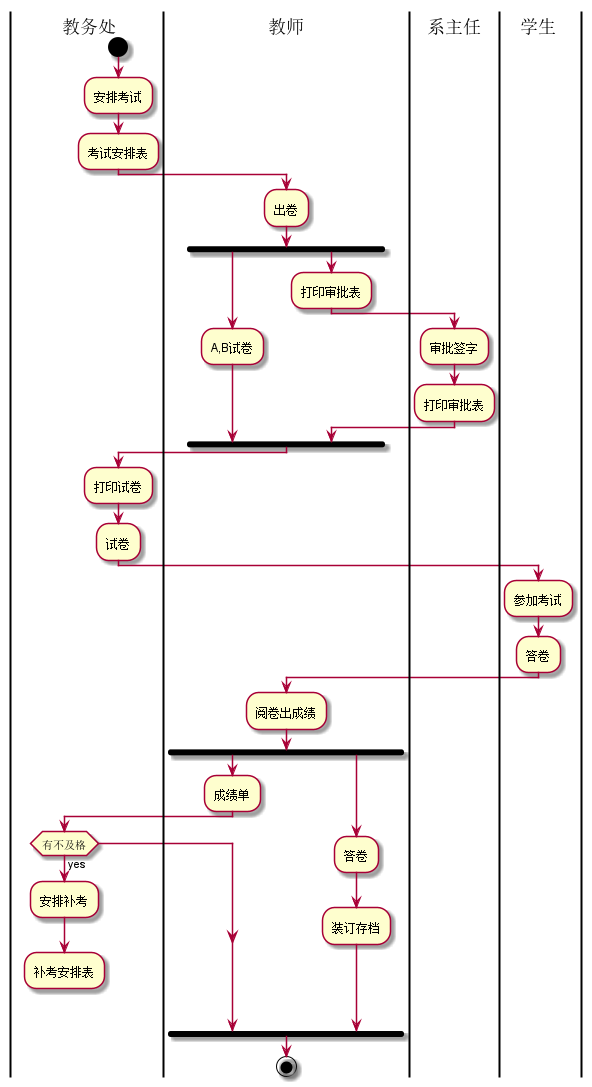 教务处
教师
系主任
学生
安排考试
考试安排表
出卷
打印审批表
A,B试卷
审批签字
打印审批表
打印试卷
试卷
参加考试
答卷
阅卷出成绩
成绩单
有不及格
yes
答卷
安排补考
装订存档
补考安排表